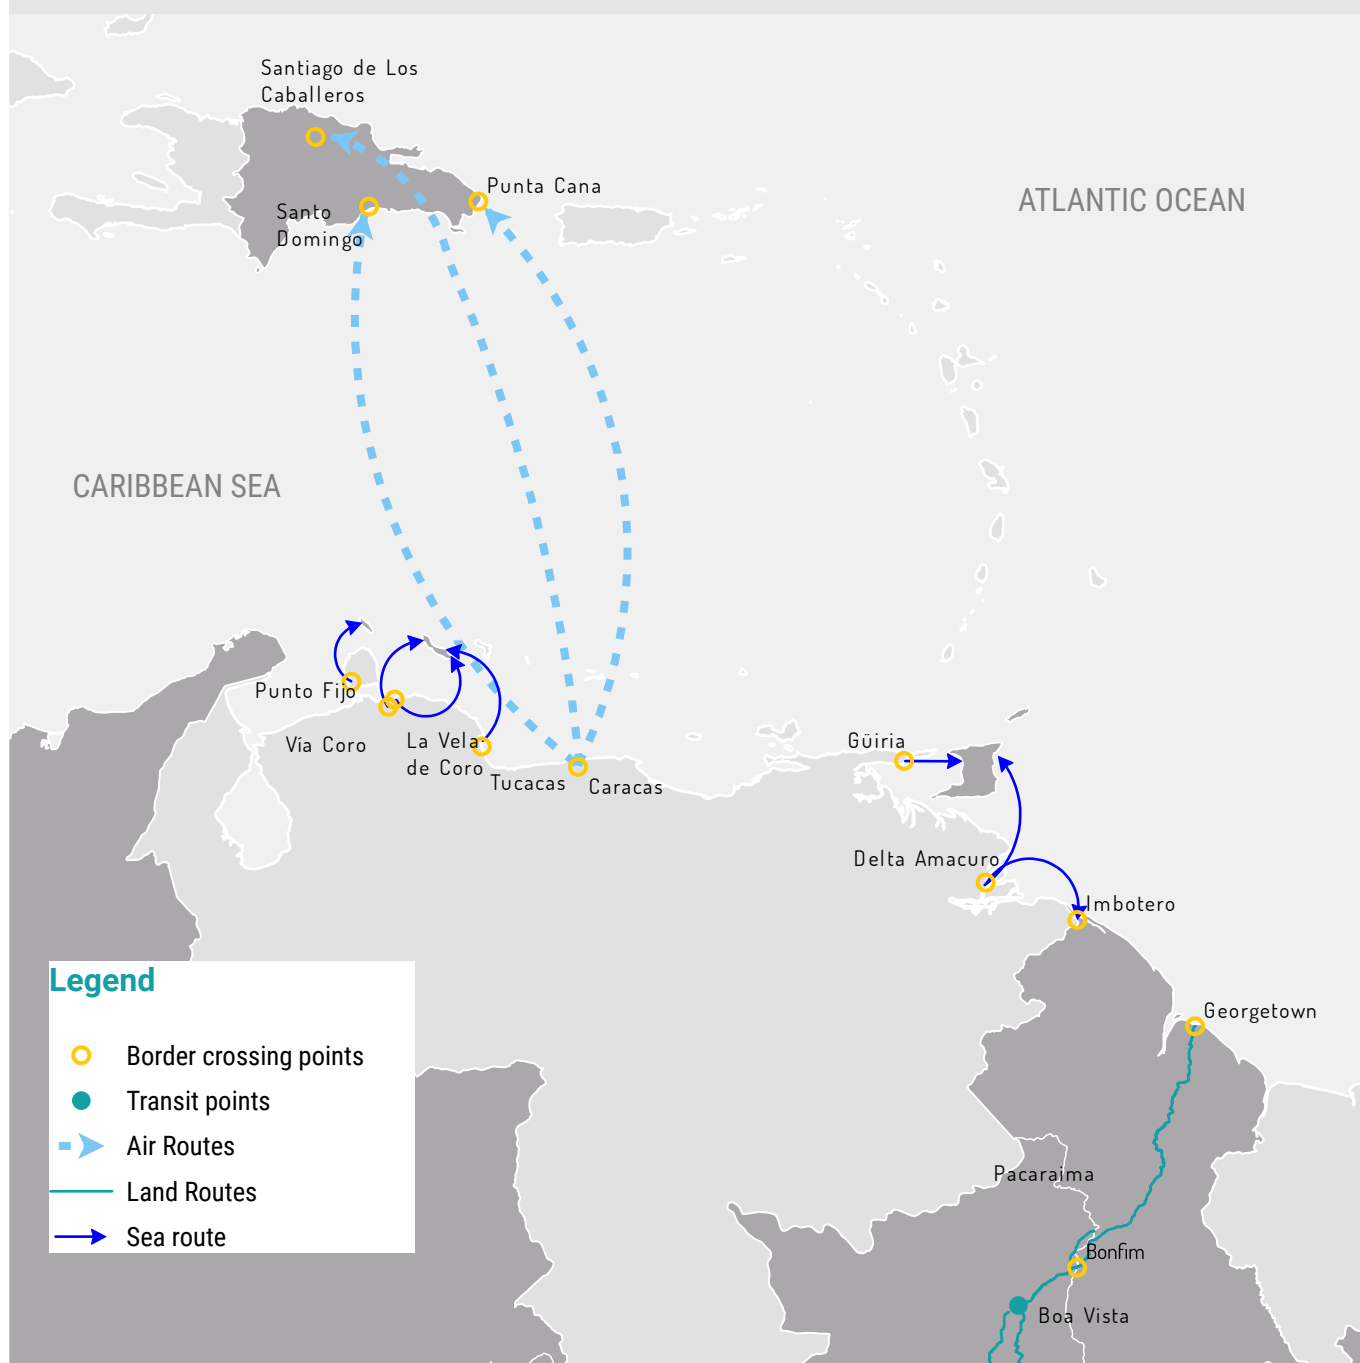 Santiago de Los
Caballeros
Punta Cana
ATLANTIC OCEAN
Santo
Domingo
CARIBBEAN SEA
Punto Fijo
Vía Coro
La Vela
de Coro
Tucacas
Caracas
Güiria
Delta Amacuro
Imbotero
Georgetown
Pacaraima
Bonfim
Boa Vista
Legend
Border crossing points
Transit points
Air Routes
Land Routes
Sea route